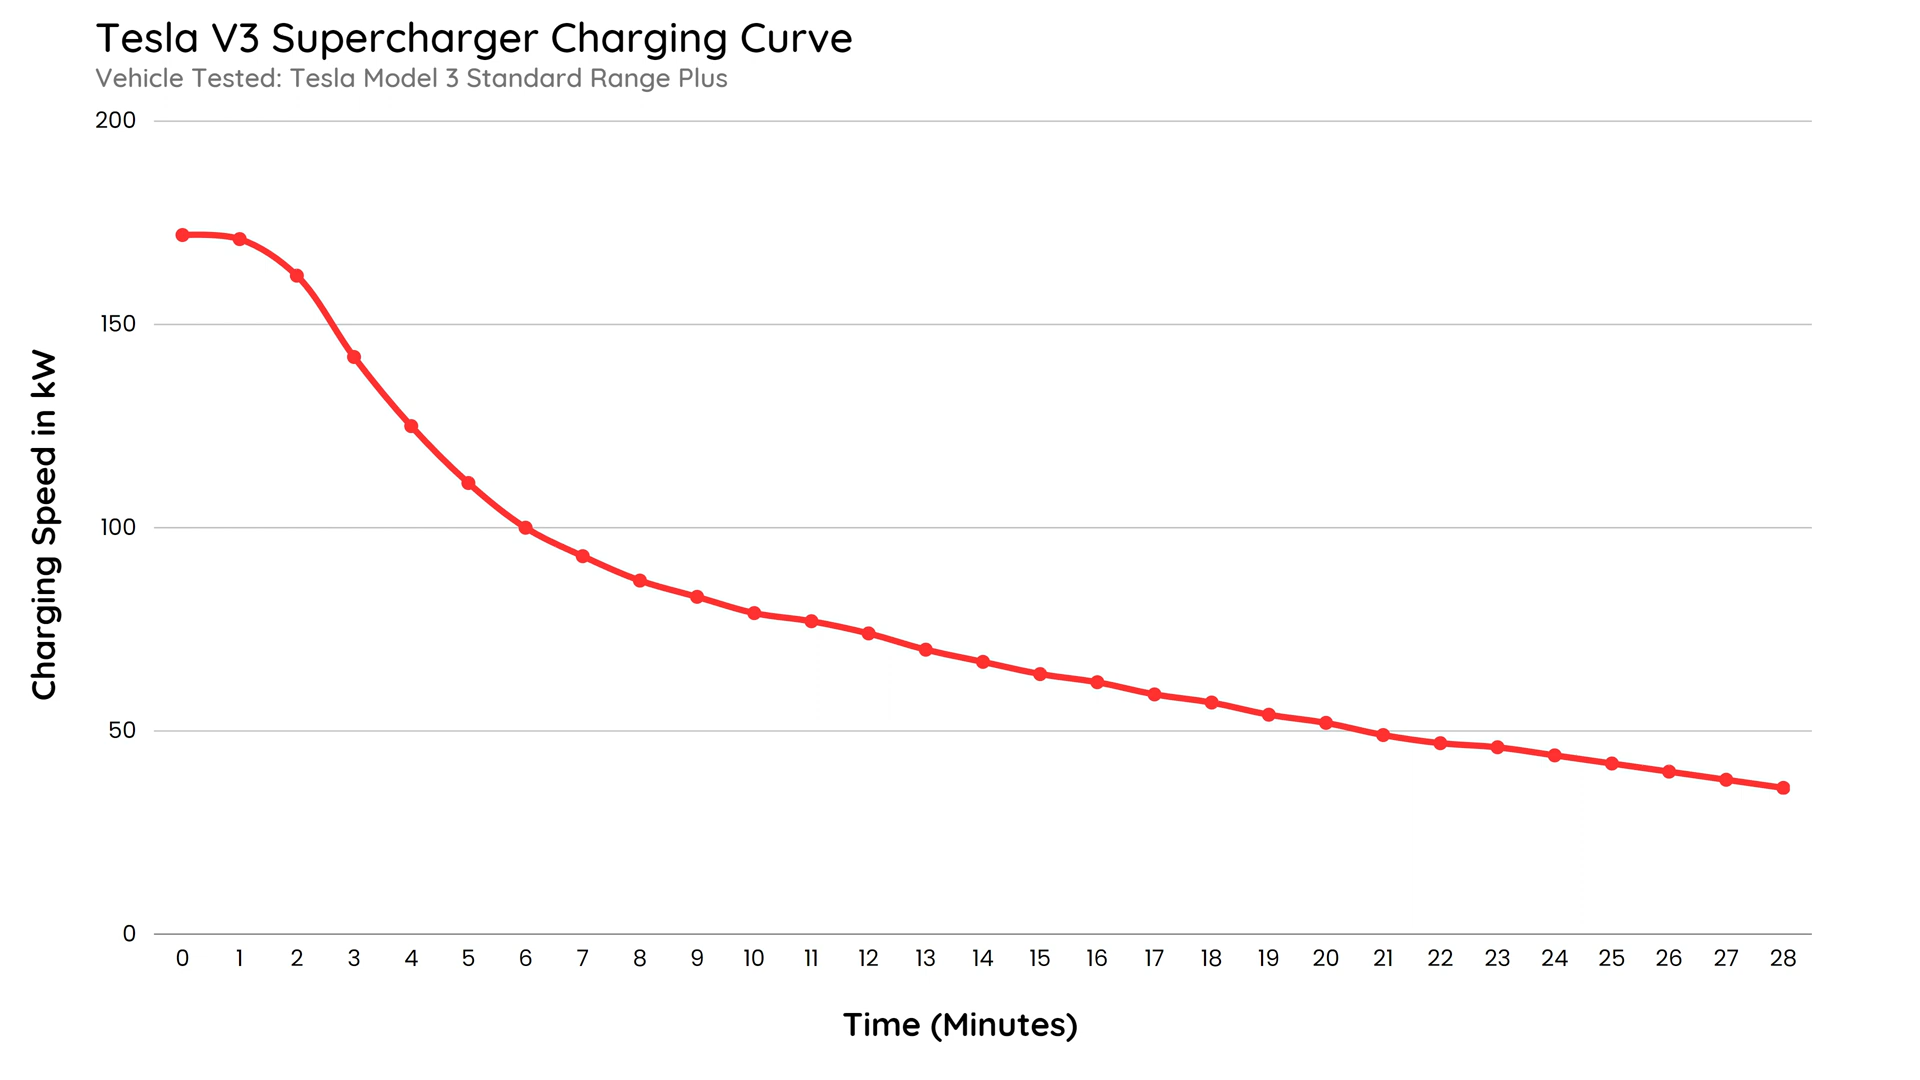 Tesla V3 Supercharger Charging Curve
Vehicle Tested: Tesla Model 3 Standard Range Plus
200
150
100
50
0
Charging Speed in kW
0 1 2 3 4 5 6 7 8 9 10 11 12 13 14 15 16 17 18 19 20 21 22 23 24 25 26 27 28
Time (Minutes)